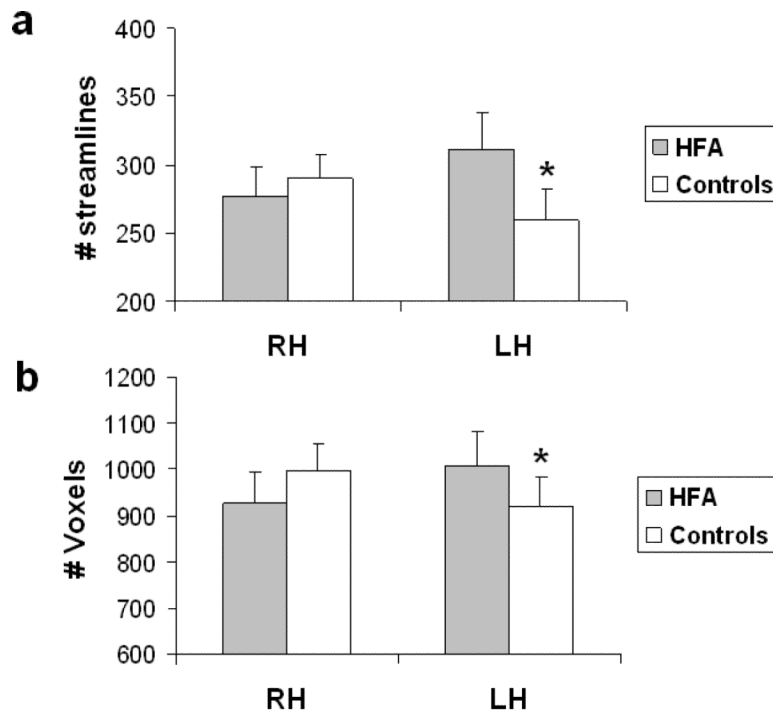 a
# streamlines
400
350
300
250
200
*
RH
LH
HFA
Controls
b
# Voxels
1200
1100
1000
900
800
700
600
*
RH
LH
HFA
Controls